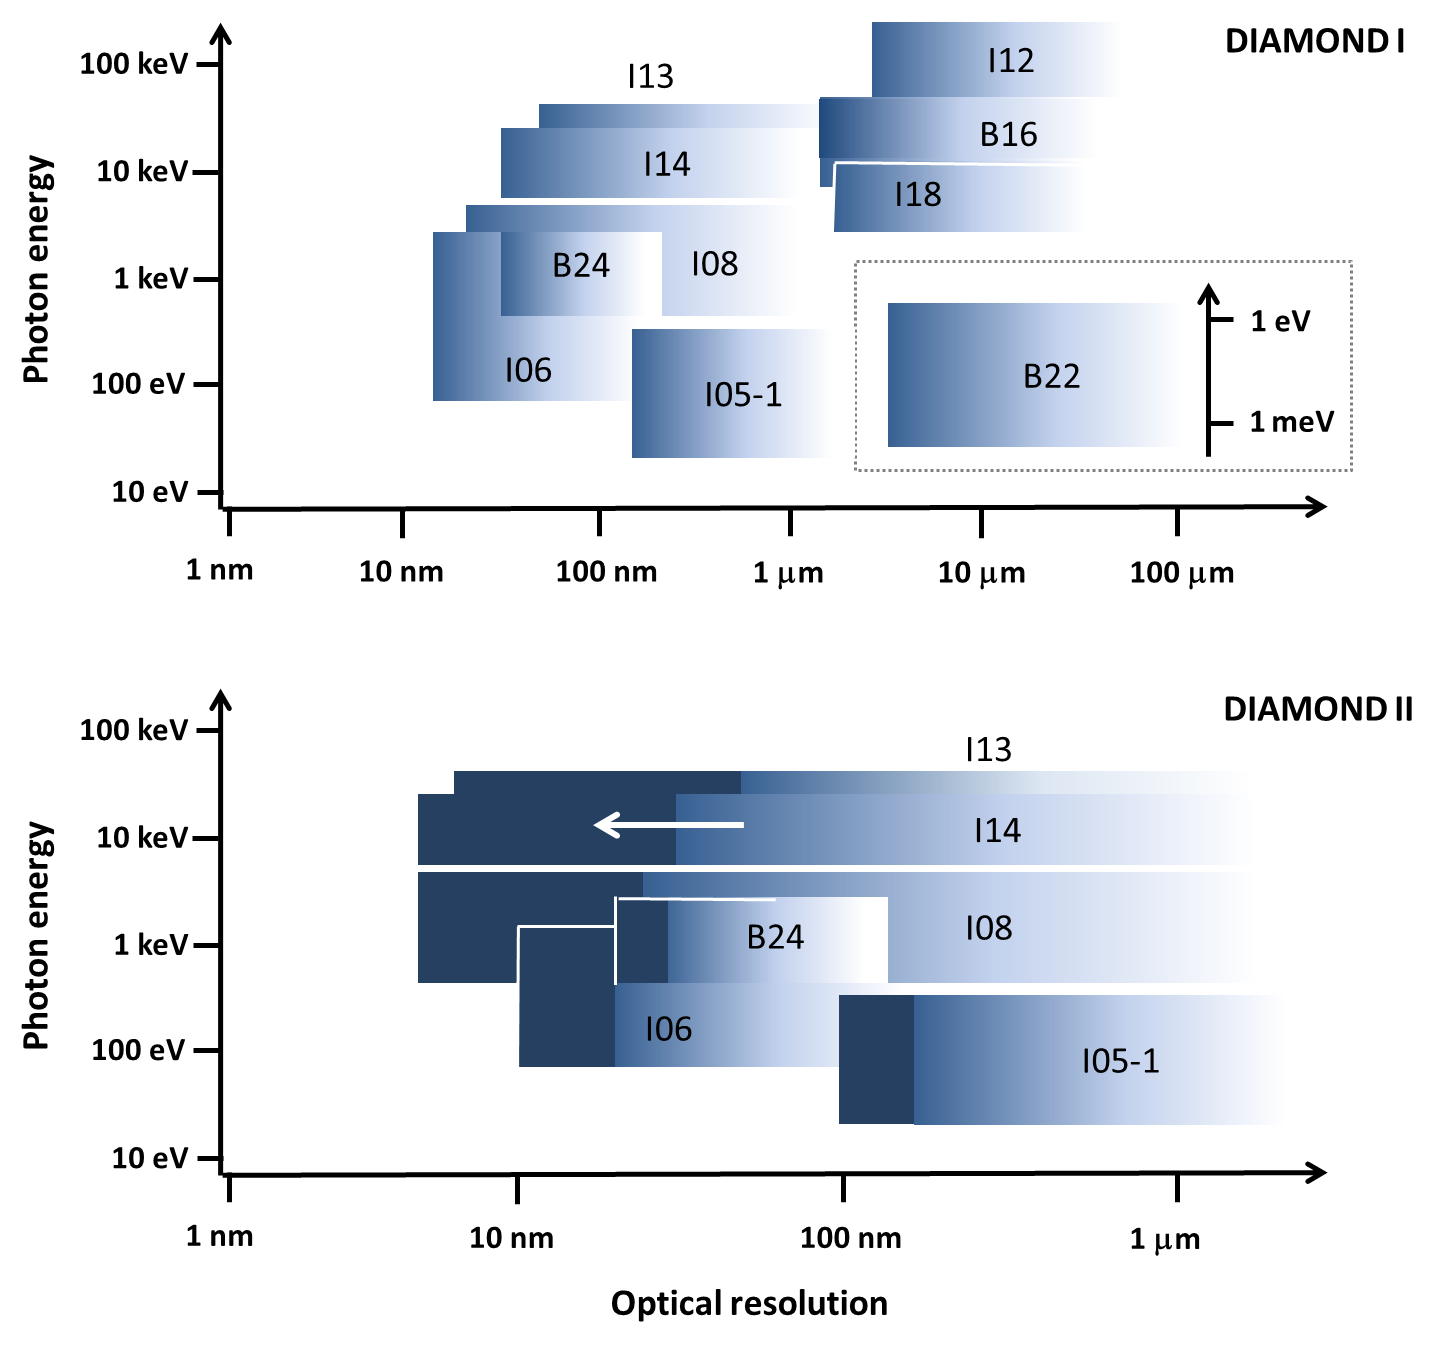 DIAMOND I
Photon energy
100 keV
10 keV
1 keV
100 eV
10 eV
I13
I12
B16
I14
I18
B24
I08
I06
I05-1
B22
1 eV
1 meV
1 nm
10 nm
100 nm
1 μm
10 μm
100 μm
DIAMOND II
Photon energy
100 keV
10 keV
1 keV
100 eV
10 eV
I13
I14
I08
B24
I06
I05-1
1 nm
10 nm
100 nm
1 μm
Optical resolution